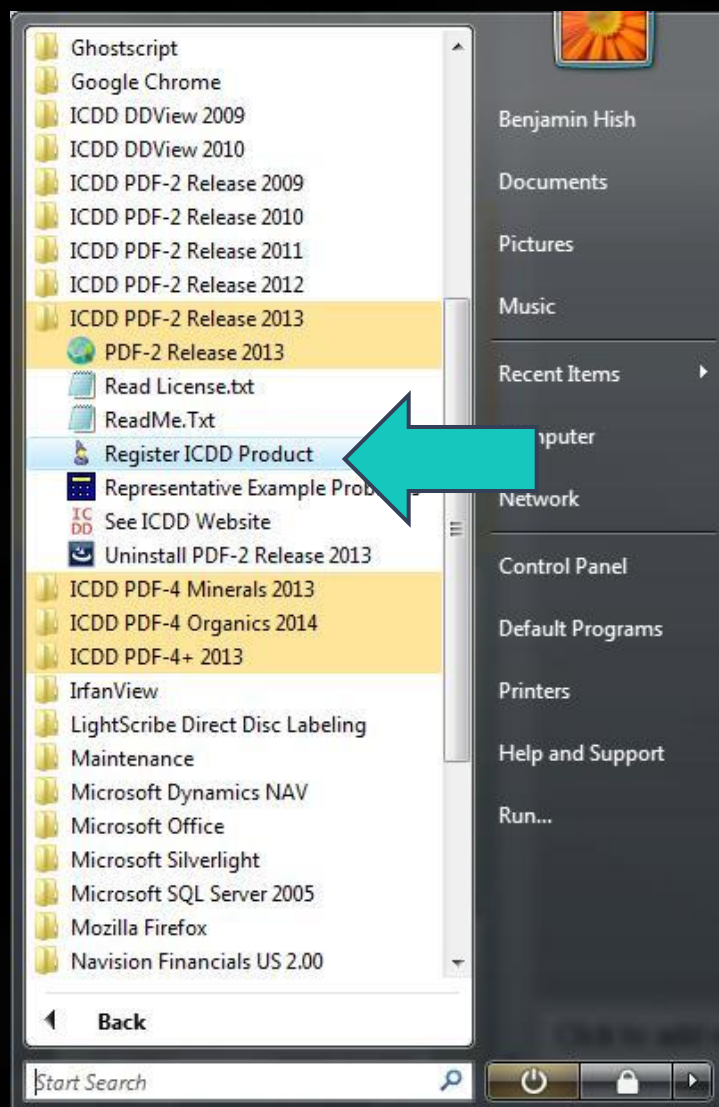 Ghostscript
Google Chrome
ICDD DDView 2009
ICDD DDView 2010
ICDD PDF-2 Release 2009
ICDD PDF-2 Release 2010
ICDD PDF-2 Release 2011
ICDD PDF-2 Release 2012
ICDD PDF-2 Release 2013
PDF-2 Release 2013
Read License.txt
ReadMe.Txt
Register ICDD Product
Representative Example
IC
DD
See ICDD Website
Uninstall PDF-2 Release 2013
ICDD PDF-4 Minerals 2013
ICDD PDF-4 Organics 2014
ICDD PDF-4+ 2013
IrfanView
LightScribe Direct Disc Labeling
Maintenance
Microsoft Dynamics NAV
Microsoft Office
Microsoft Silverlight
Microsoft SQL Server 2005
Mozilla Firefox
Navision Financials US 2.00
Back
Start Search
Benjamin Hish
Documents
Pictures
Music
Recent Items
Network
Control Panel
Default Programs
Printers
Help and Support
Run...